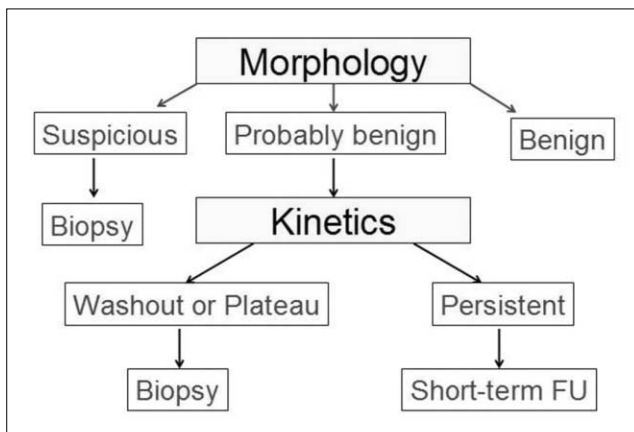 Morphology
Suspicious
Probably benign
Benign
Biopsy
Kinetics
Washout or Plateau
Persistent
Biopsy
Short-term FU